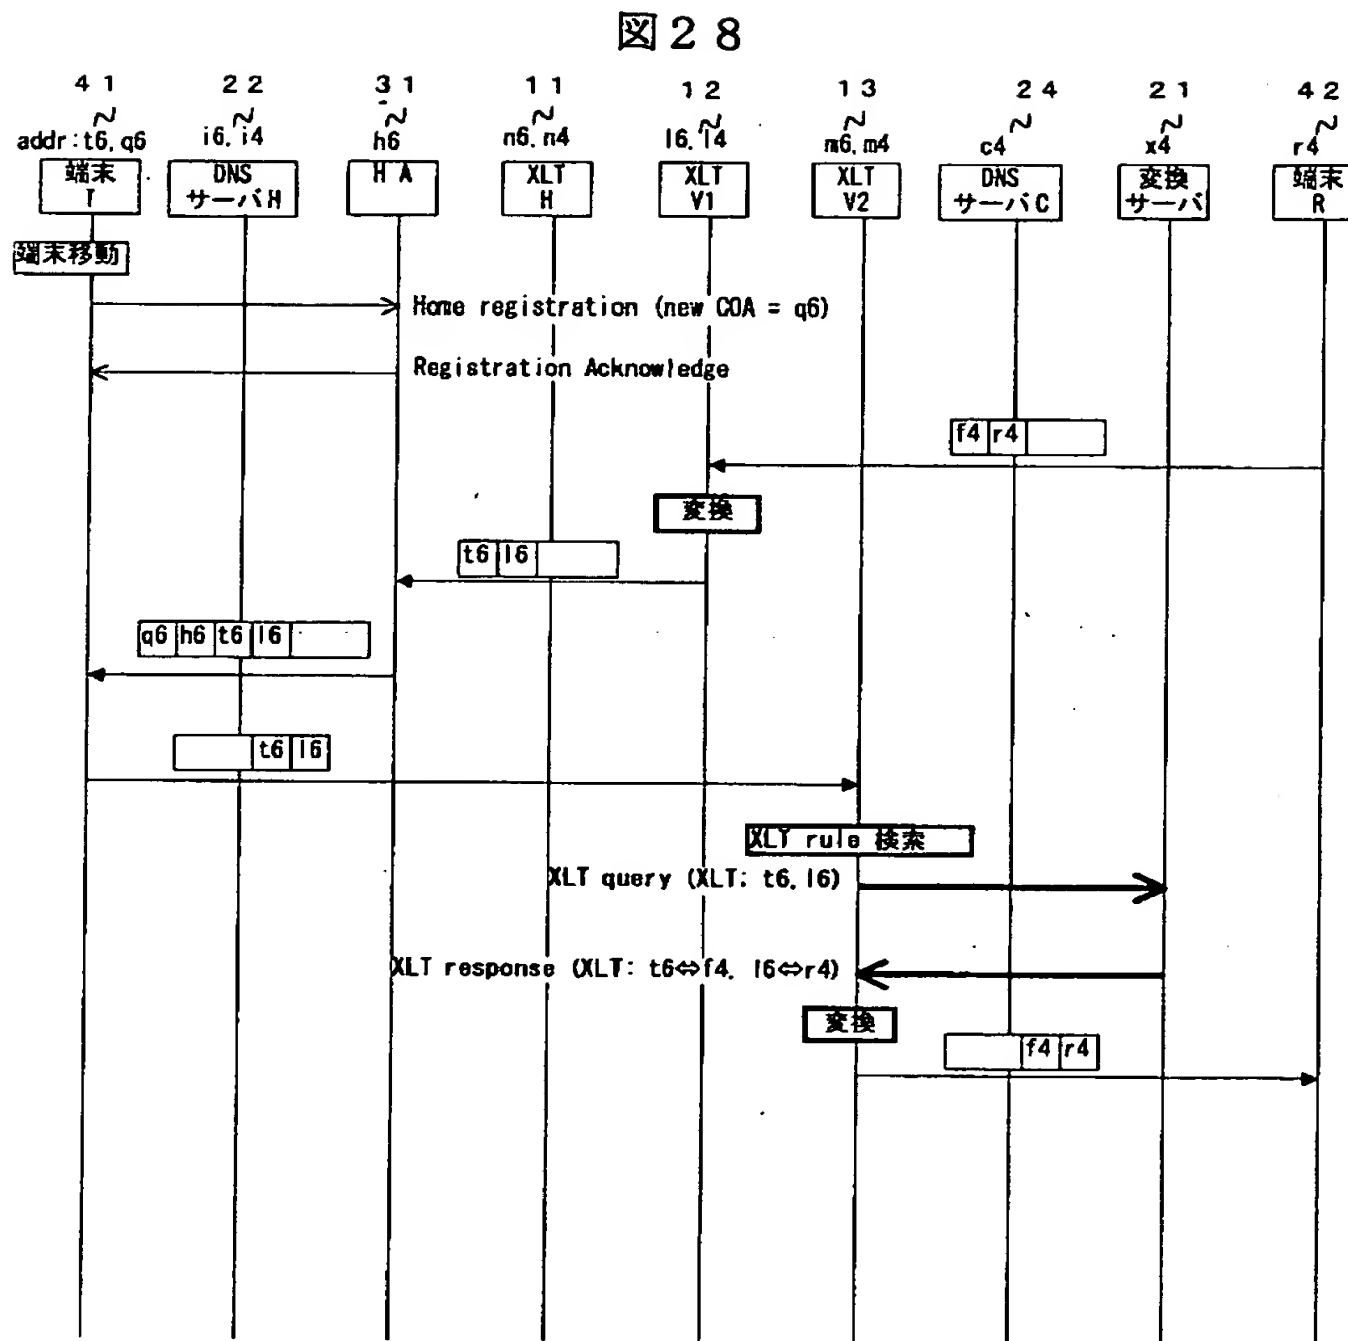 図２８
４１ ２２ ３１ １１ １２ １３ ２４ ２１ ４２
addr:t6,q6 i6,i4 h6 n6,n4 l6,l4 m6,m4 c4 x4 r4
端末 DNS ＨＡ XLT XLT XLT DNS 変換 端末
T サーバH H V1 V2 サーバC サーバ R
端末移動
Home registration (new COA = q6)
Registration Acknowledge
f4 r4
変換
t6 l6
q6 h6 t6 l6
t6 l6
XLT rule 検索
XLT query (XLT: t6,l6)
XLT response (XLT: t6⇔f4, l6⇔r4)
変換
f4 r4